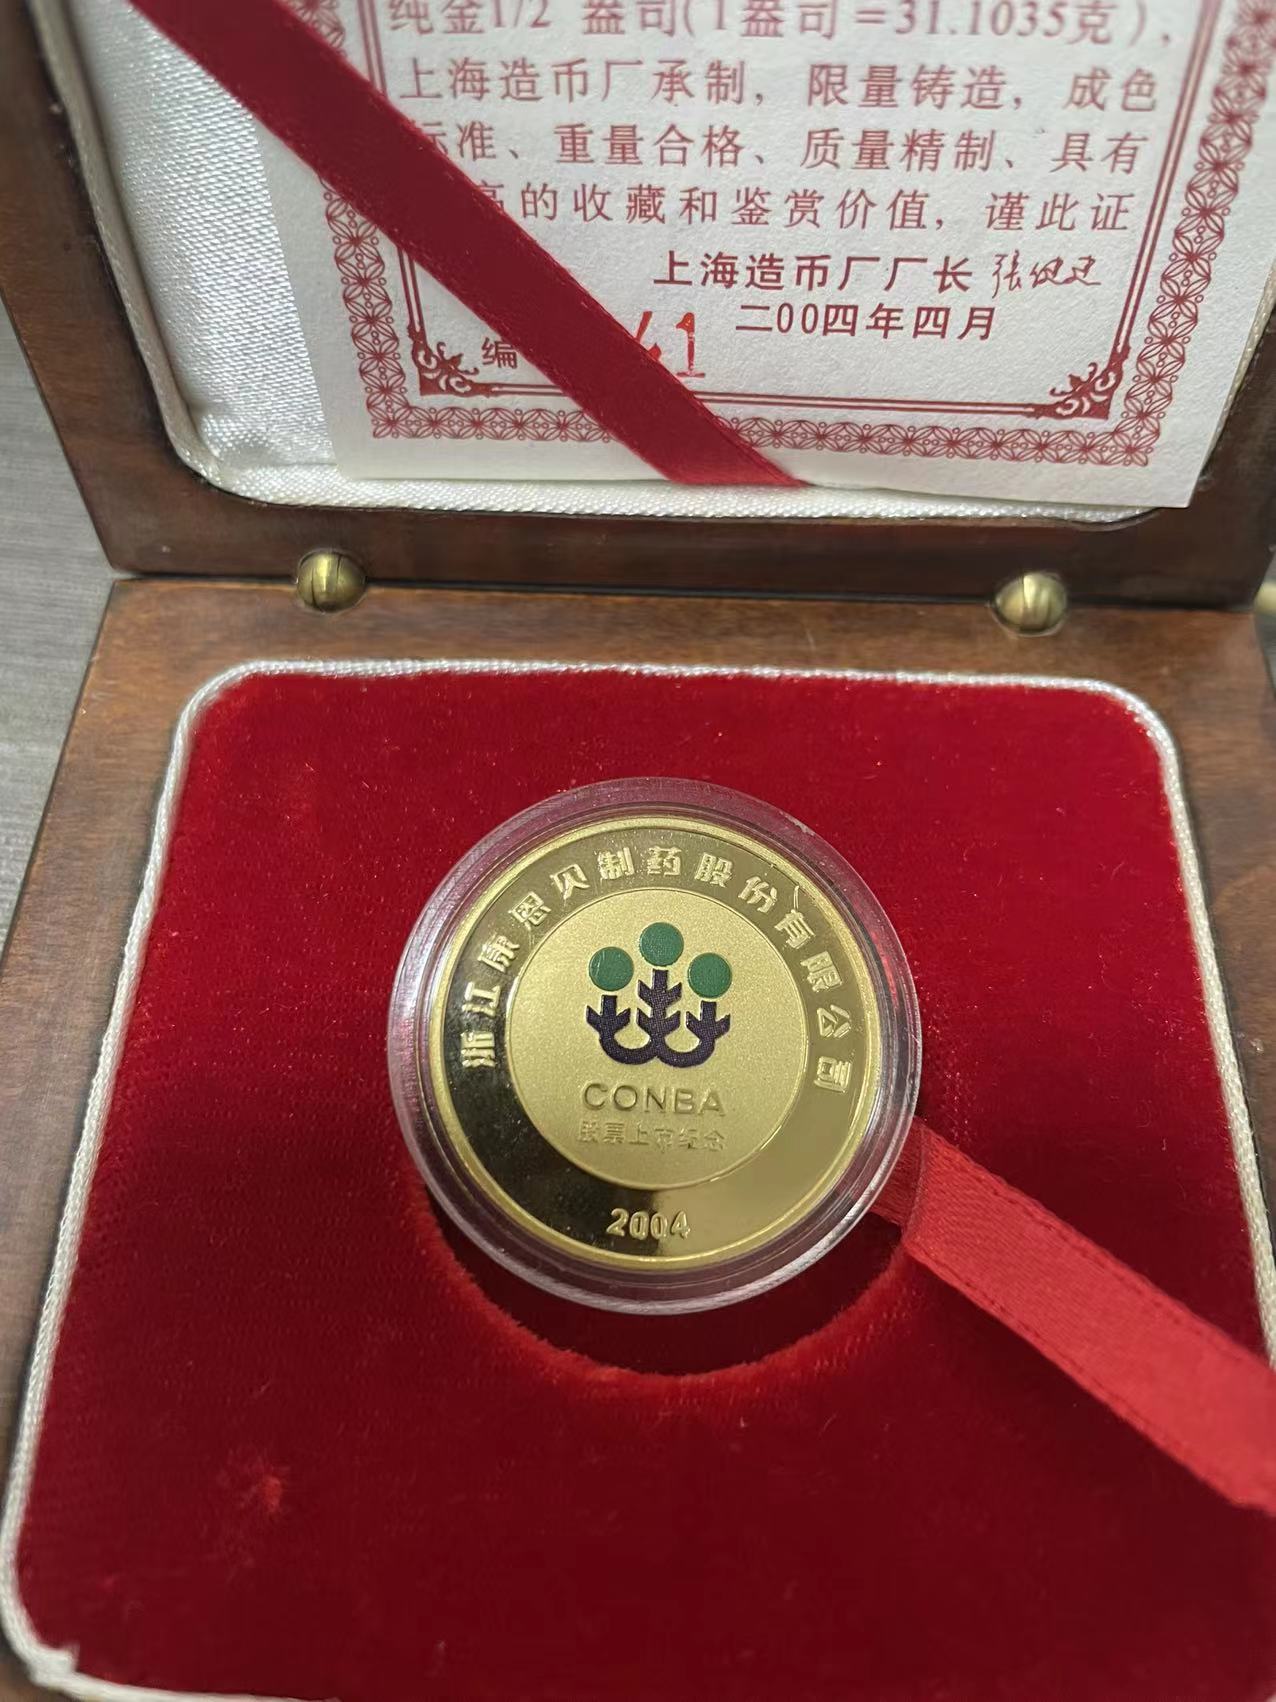 纯金1/2 盎司(1盎司=31.1035克),
上海造币厂承制, 限量铸造, 成色
标准、重量合格、质量精制、具有
的收藏和鉴赏价值, 谨此证
上海造币厂厂长
二00四年四月
编 41
浙江康恩贝制药股份有限公司
CONBA
股票上市纪念
2004